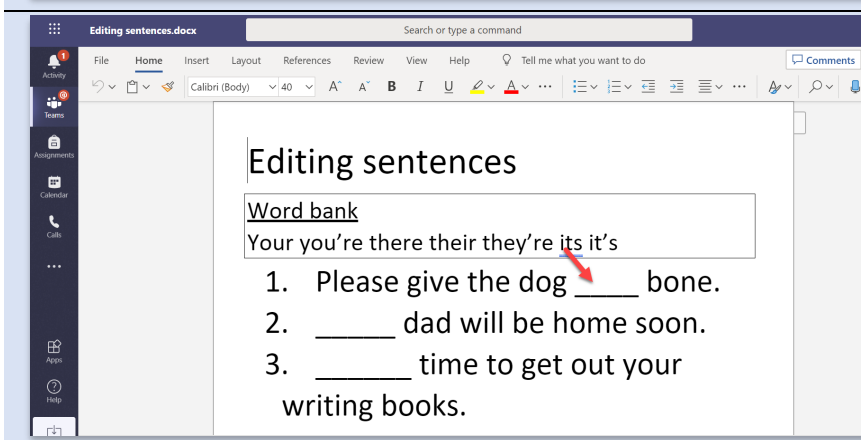 Editing sentences.docx
Search or type a command
File Home Insert Layout References Review View Help Tell me what you want to do Comments
Calibri (Body) 40 A^ Aˇ B I U A
1
Activity
Teams
Assignments
Calendar
Calls
Apps
Help
Editing sentences
Word bank
Your you're there their they're its it's
1. Please give the dog ____ bone.
2. _____ dad will be home soon.
3. ______ time to get out your
writing books.